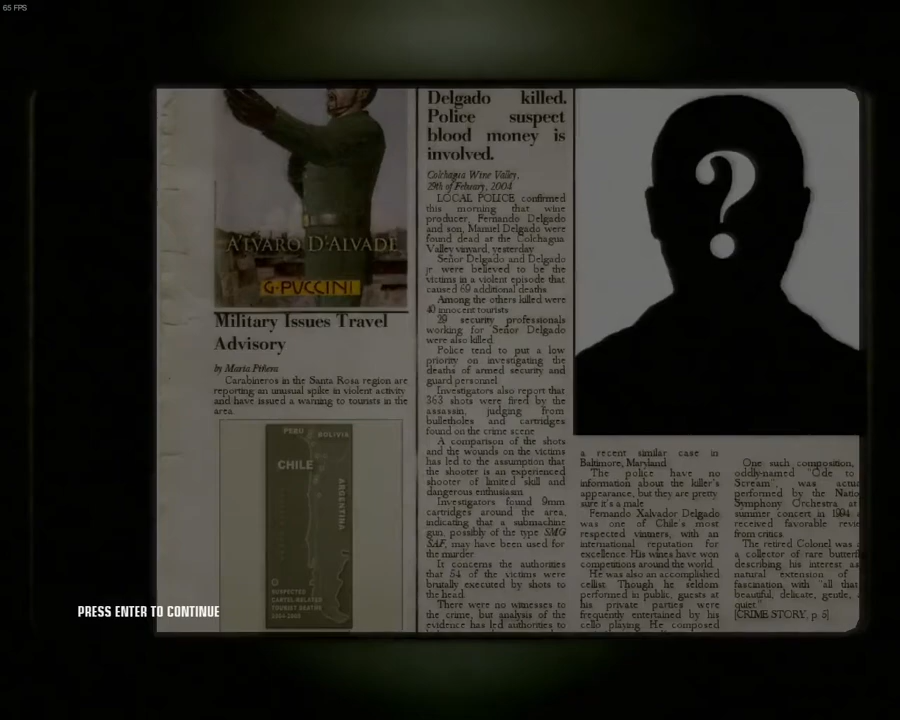 65 FPS
ALVARO D'ALVADE
G·PUCCINI
Military Issues Travel
Advisory
by Maria Pthera
Carabineros in the Santa Rosa region are
reporting an unusual spike in violent activity
and have issued a warning to tourists in the
area.
PERU
BOLIVIA
CHILE
ARGENTINA
SUSPECTED
CARTEL-RELATED
TOURIST DEATHS
Delgado killed.
Police suspect
blood money is
involved.
Colchagua Wine Valley,
29th of Febuary, 2004
LOCAL POLICE confirmed
this morning that wine
producer, Fernando Delgado
and son, Manuel Delgado were
found dead at the Colchagua
Valley vinyard, yesterday
Señor Delgado and Delgado
jr. were believed to be the
victims in a violent episode that
caused 69 additional deaths
Among the others killed were
40 innocent tourists
29 security professionals
working for Señor Delgado
were also killed
Police tend to put a low
priority on investigating the
deaths of armed security and
guard personnel
Investigators also report that
363 shots were fired by the
assassin, judging from
bulletholes and cartridges
found on the crime scene
A comparison of the shots
and the wounds on the victims
has led to the assumption that
the shooter is an experienced
shooter of limited skill and
dangerous enthusiasm
Investigators found 9mm
cartridges around the area,
indicating that a submachine
gun, possibly of the type SMG
SAF, may have been used for
the murder
It concerns the authorities
that 54 of the victims were
brutally executed by shots to
the head.
There were no witnesses to
the crime, but analysis of the
evidence has led authorities to
?
a recent similar case in
Baltimore, Maryland
The police have no
information about the killer's
appearance, but they are pretty
sure it's a male
Fernando Xalvador Delgado
was one of Chile's most
respected vintners, with an
international reputation for
excellence. His wines have won
competitions around the world.
He was also an accomplished
cellist. Though he seldom
performed in public, guests at
his private parties were
frequently entertained by his
cello playing. He composed
One such composition,
oddly-named "Ode to
Scream", was actu
performed by the Natio
Symphony Orchestra at
summer concert in 1994
received favorable revie
from critics.
The retired Colonel was a
a collector of rare butterf
describing his interest as
natural extension of
fascination, with "all that
beautiful, delicate, gentle,
quiet."
[CRIME STORY, p 5]
PRESS ENTER TO CONTINUE